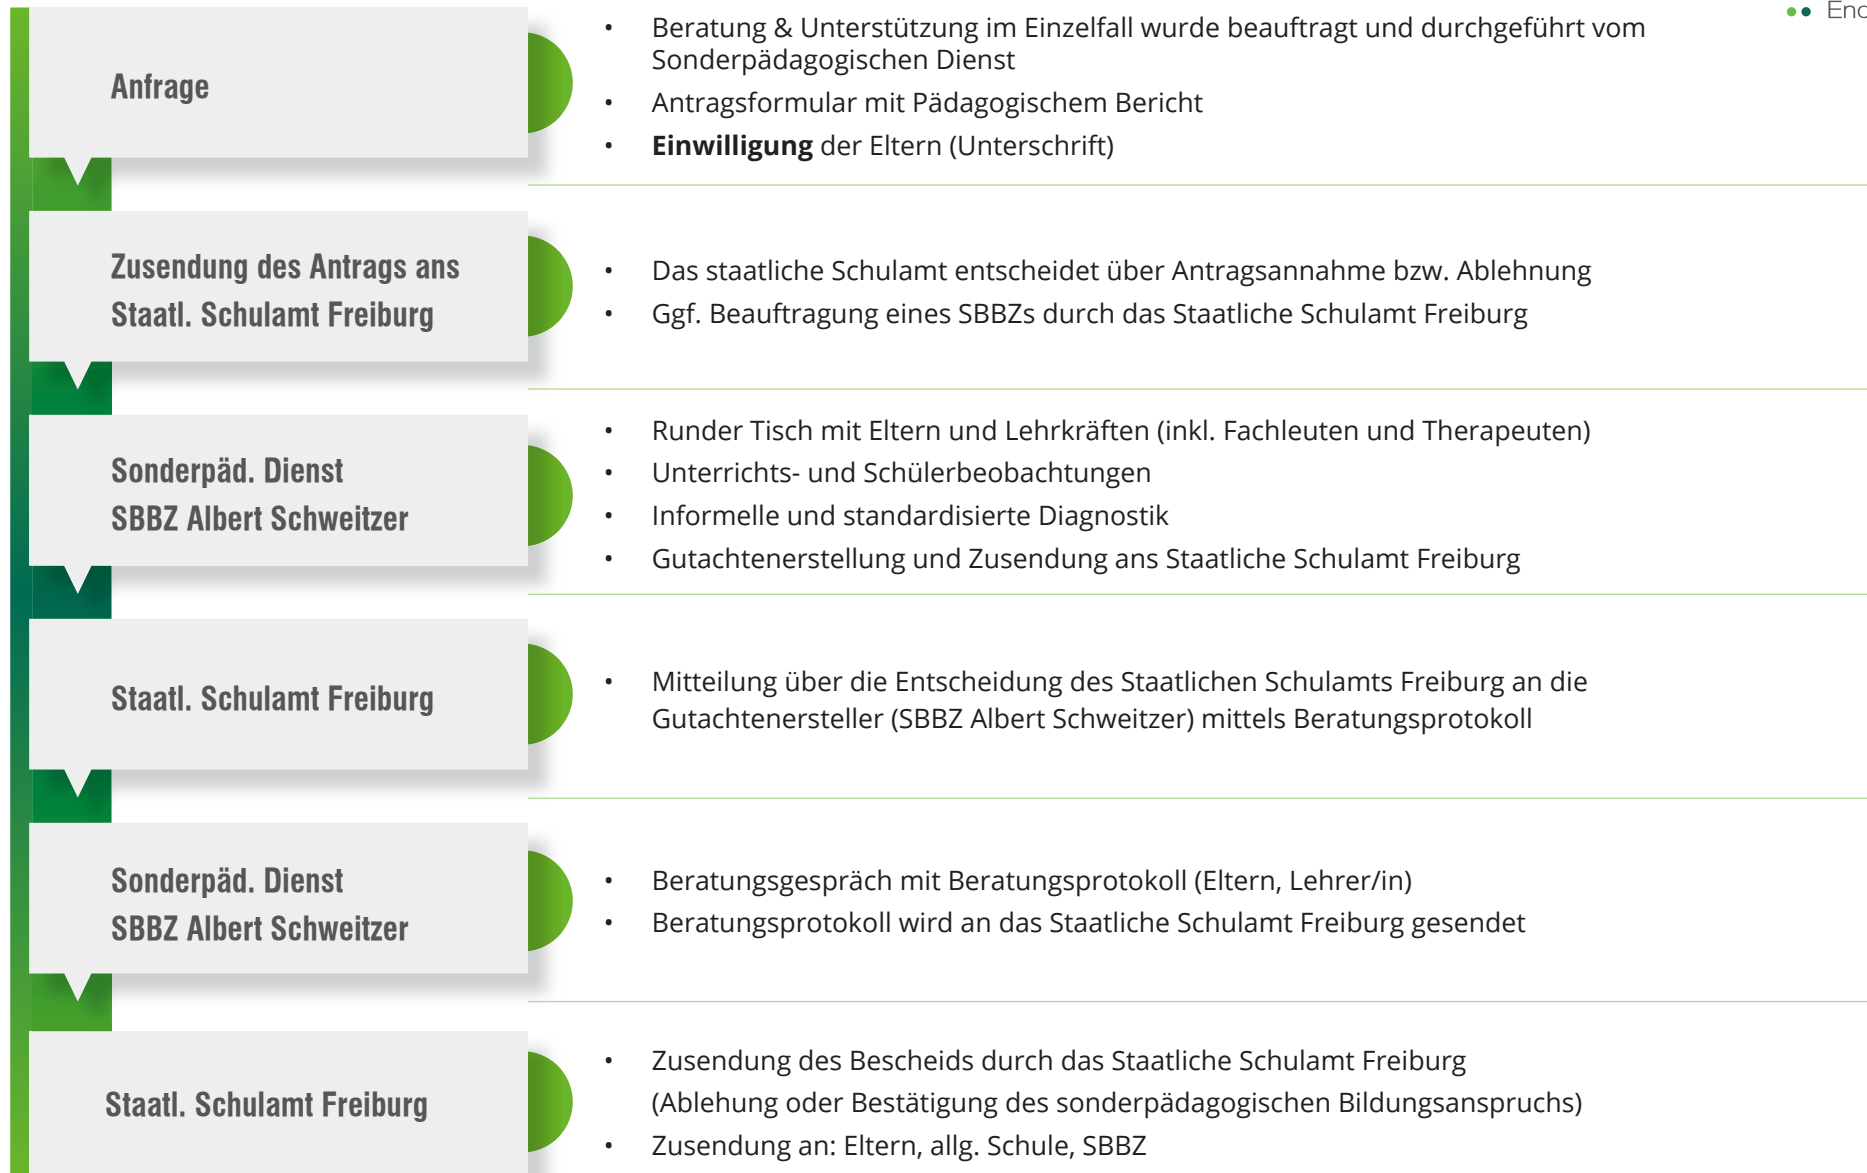 Anfrage
• Beratung & Unterstützung im Einzelfall wurde beauftragt und durchgeführt vom
Sonderpädagogischen Dienst
• Antragsformular mit Pädagogischem Bericht
• Einwilligung der Eltern (Unterschrift)
Zusendung des Antrags ans
Staatl. Schulamt Freiburg
• Das staatliche Schulamt entscheidet über Antragsannahme bzw. Ablehnung
• Ggf. Beauftragung eines SBBZs durch das Staatliche Schulamt Freiburg
Sonderpäd. Dienst
SBBZ Albert Schweitzer
• Runder Tisch mit Eltern und Lehrkräften (inkl. Fachleuten und Therapeuten)
• Unterrichts- und Schülerbeobachtungen
• Informelle und standardisierte Diagnostik
• Gutachtenerstellung und Zusendung ans Staatliche Schulamt Freiburg
Staatl. Schulamt Freiburg
• Mitteilung über die Entscheidung des Staatlichen Schulamts Freiburg an die
Gutachtenersteller (SBBZ Albert Schweitzer) mittels Beratungsprotokoll
Sonderpäd. Dienst
SBBZ Albert Schweitzer
• Beratungsgespräch mit Beratungsprotokoll (Eltern, Lehrer/in)
• Beratungsprotokoll wird an das Staatliche Schulamt Freiburg gesendet
Staatl. Schulamt Freiburg
• Zusendung des Bescheids durch das Staatliche Schulamt Freiburg
(Ablehung oder Bestätigung des sonderpädagogischen Bildungsanspruchs)
• Zusendung an: Eltern, allg. Schule, SBBZ